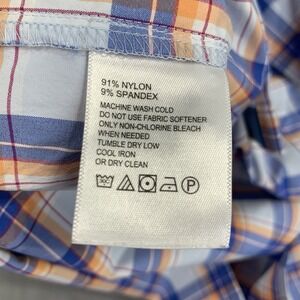 91% NYLON
9% SPANDEX
MACHINE WASH COLD
DO NOT USE FABRIC SOFTENER
ONLY NON-CHLORINE BLEACH
WHEN NEEDED
TUMBLE DRY LOW
COOL IRON
OR DRY CLEAN